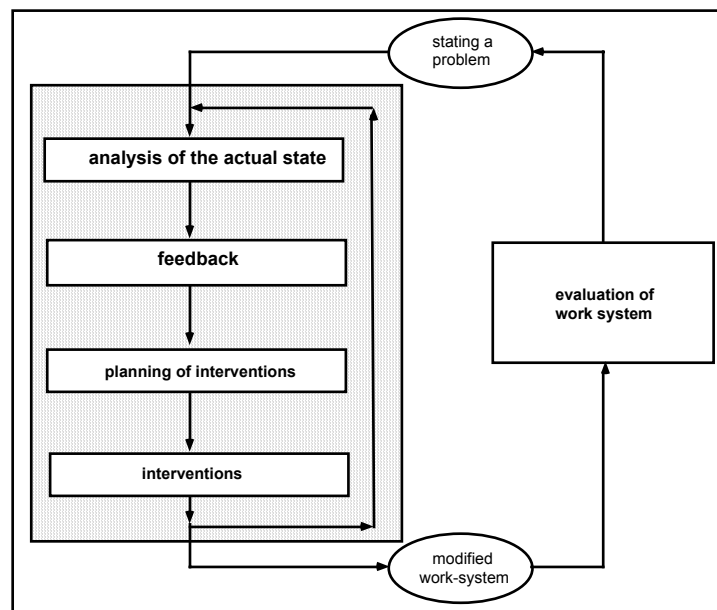 stating a
problem
analysis of the actual state
feedback
evaluation of
work system
planning of interventions
interventions
modified
work-system